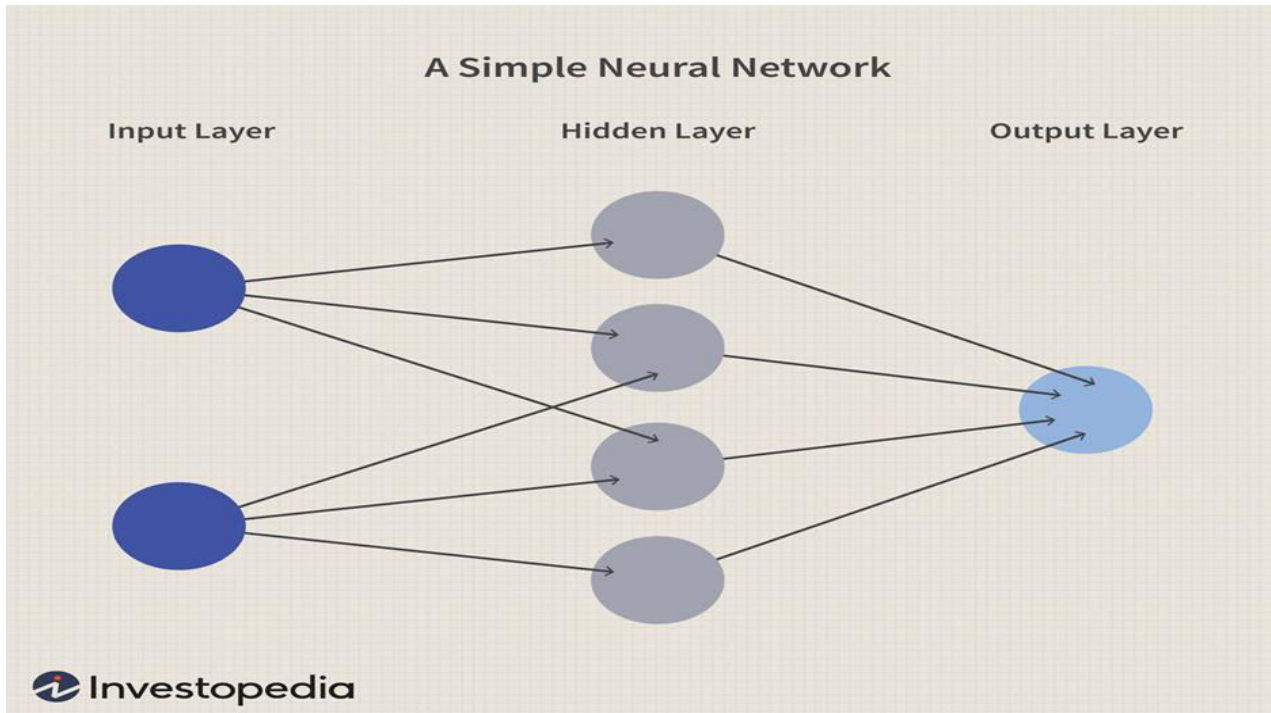 A Simple Neural Network
Input Layer
Hidden Layer
Output Layer
Investopedia